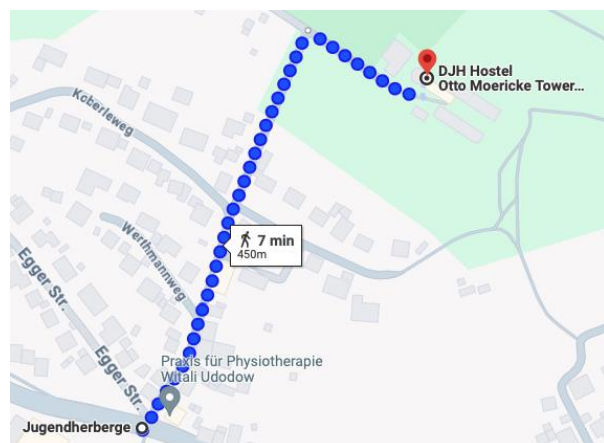 Koberleweg
DJH Hostel
Otto Moericke Tower...
7 min
450m
Werthmannweg
Egger Str.
Egger Str.
Praxis für Physiotherapie
Witali Udodow
Jugendherberge